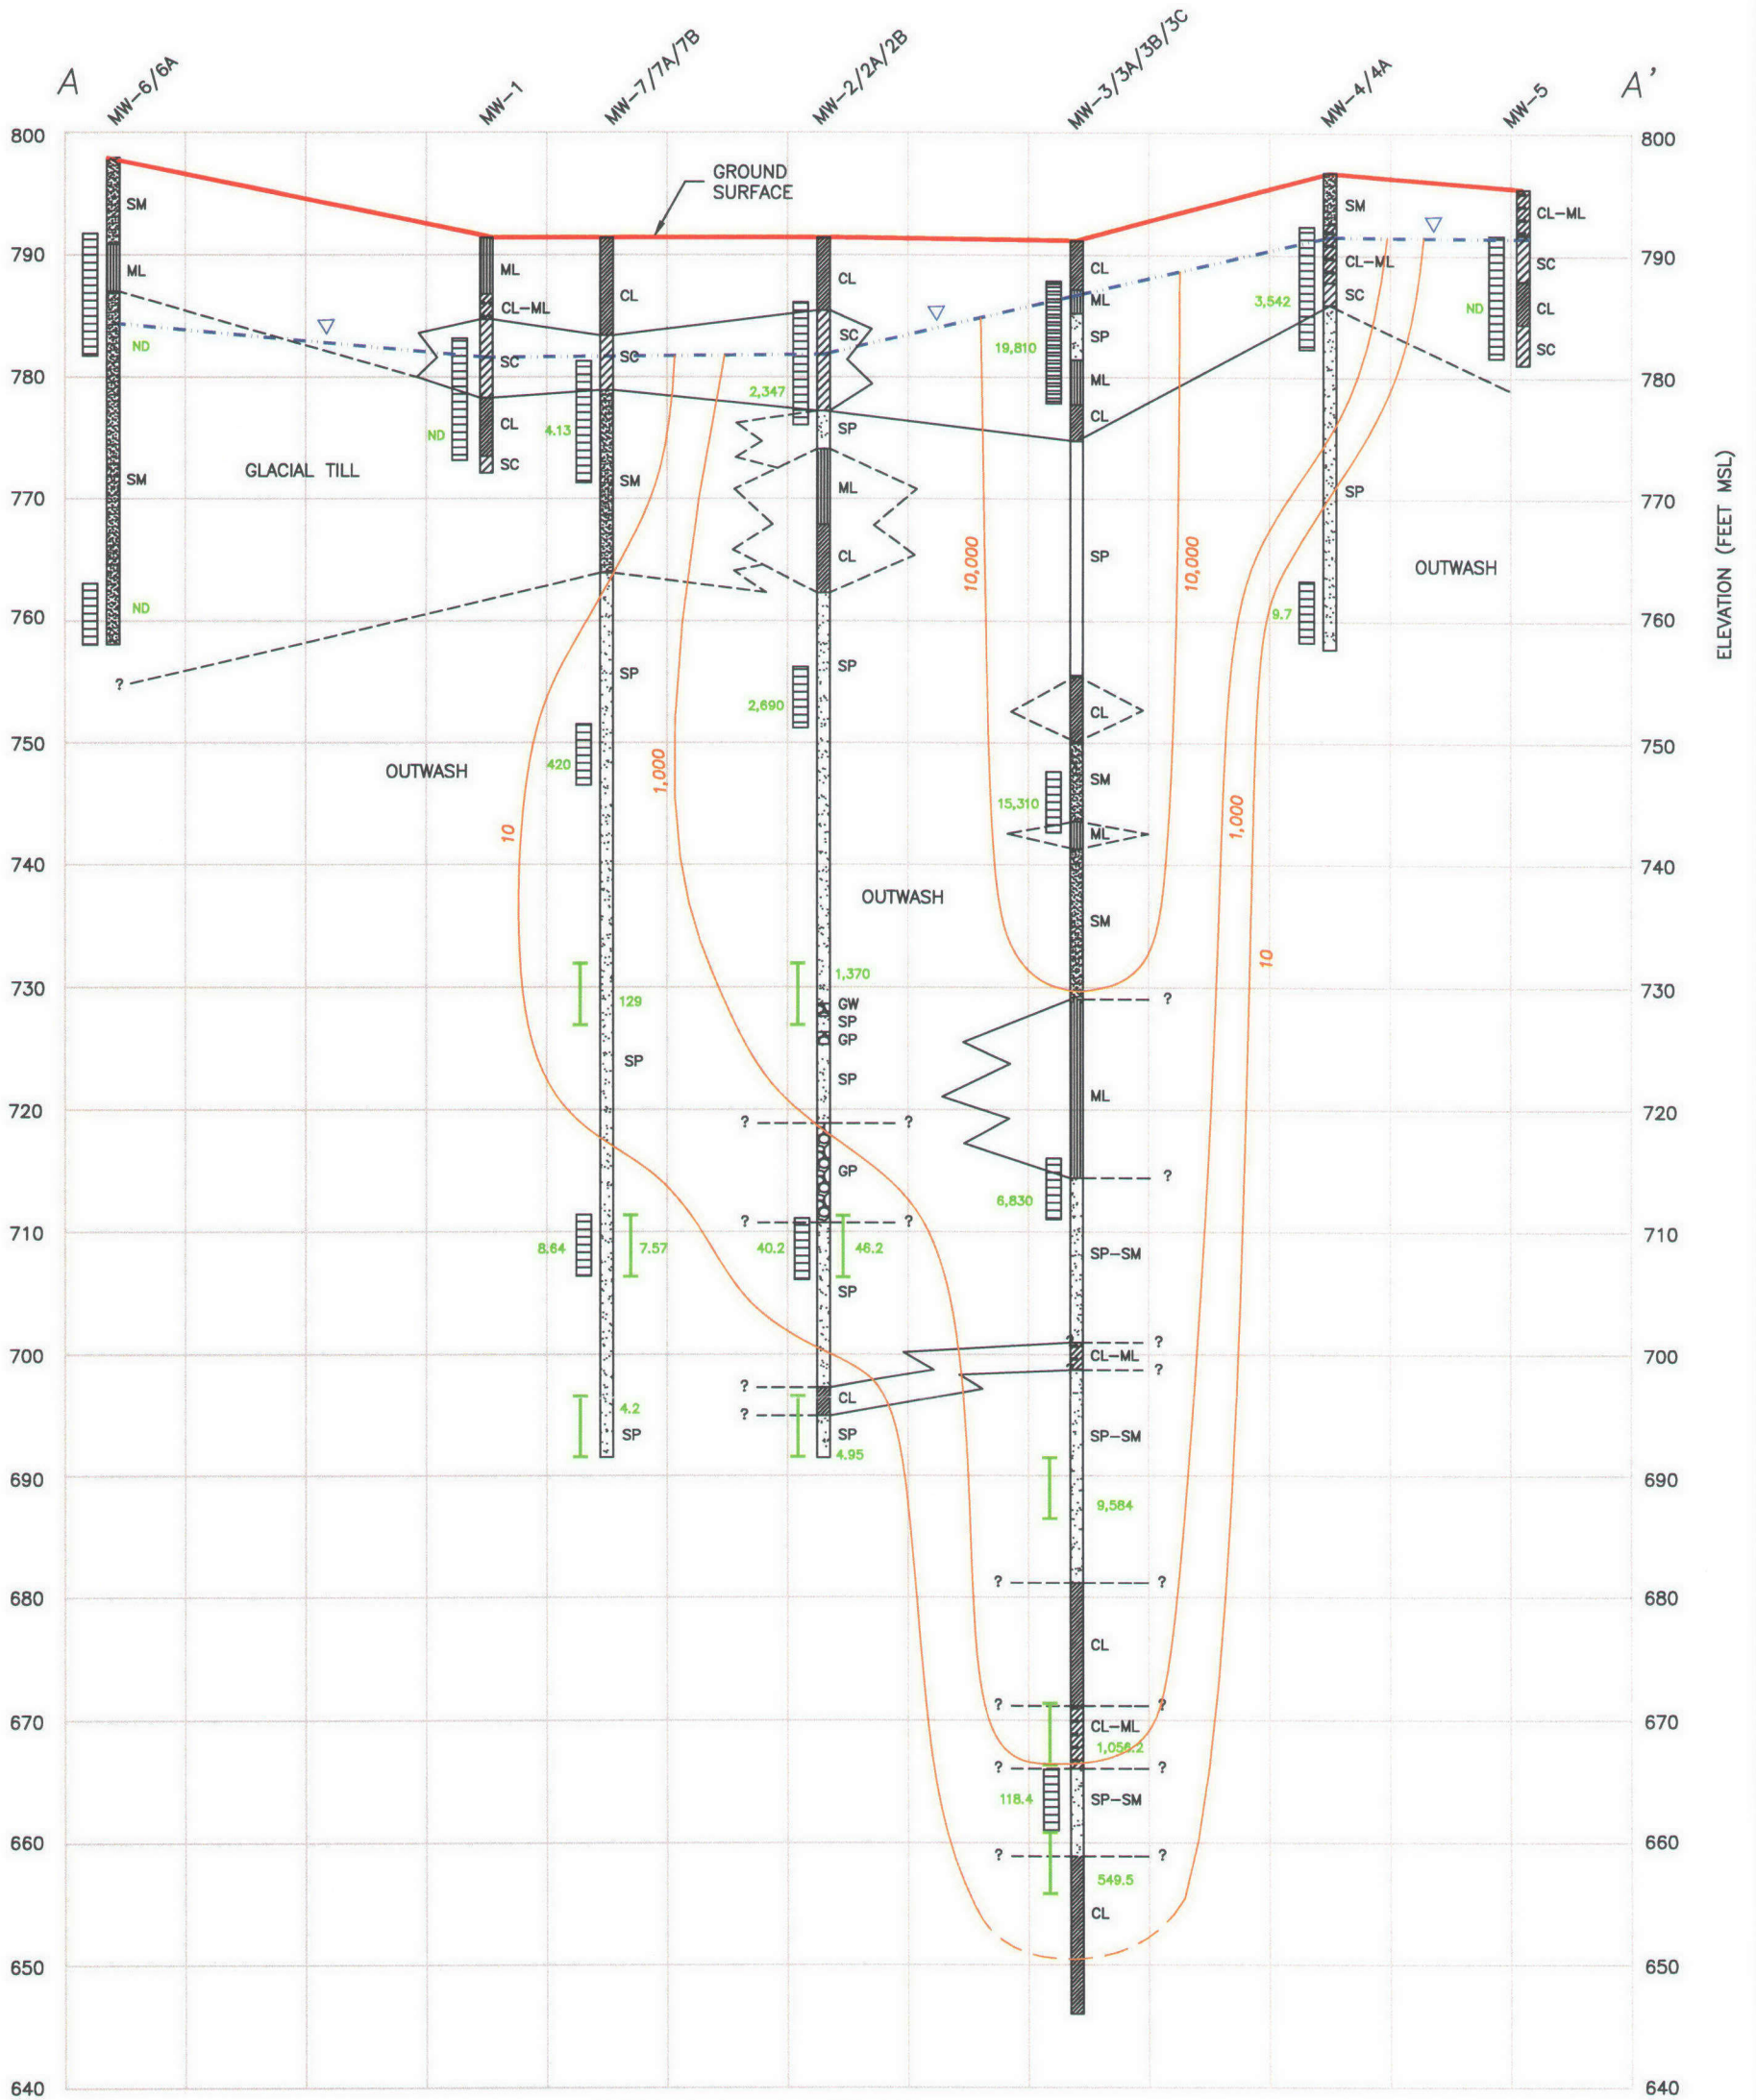 A
MW-6/6A
MW-1
MW-7/7A/7B
MW-2/2A/2B
MW-3/3A/3B/3C
MW-4/4A
MW-5
A'
800
800
GROUND
SURFACE
SM
SM
CL-ML
790
790
ML
ML
CL
CL
CL
CL-ML
SC
CL-ML
SC
ML
3,542
SC
ND
CL
ND
SC
SC
SC
19,810
SP
SC
780
780
ML
2,347
CL
ND
CL
4.13
SP
SC
GLACIAL TILL
SM
SM
ML
SP
770
770
ELEVATION (FEET MSL)
CL
10,000
SP
10,000
OUTWASH
ND
9.7
760
760
?
SP
SP
2,690
CL
750
750
OUTWASH
420
1,000
SM
15,310
ML
1,000
10
740
740
OUTWASH
SM
10
730
730
129
1,370
?
GW
SP
GP
SP
SP
ML
720
720
?
?
GP
?
6,830
710
710
8.64
7.57
?
?
40.2
46.2
SP-SM
SP
700
700
?
?
CL-ML
?
?
CL
?
4.2
SP
SP
4.95
SP-SM
690
690
9,584
?
?
680
680
CL
?
?
670
670
CL-ML
1,056.2
?
?
118.4
SP-SM
660
660
?
?
549.5
CL
650
650
640
640